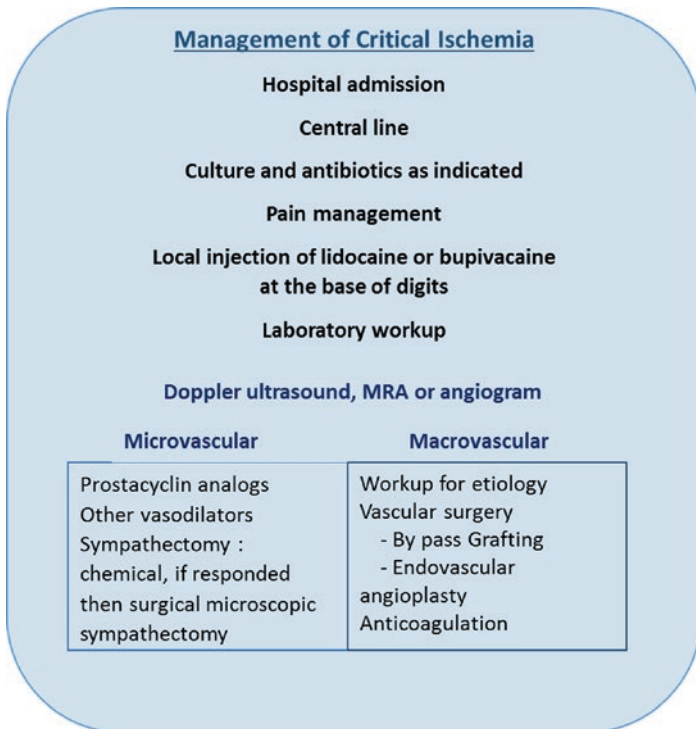 Management of Critical Ischemia
Hospital admission
Central line
Culture and antibiotics as indicated
Pain management
Local injection of lidocaine or bupivacaine
at the base of digits
Laboratory workup
Doppler ultrasound, MRA or angiogram
Microvascular
Prostacyclin analogs
Other vasodilators
Sympathectomy :
chemical, if responded
then surgical microscopic
sympathectomy
Macrovascular
Workup for etiology
Vascular surgery
- By pass Grafting
- Endovascular
angioplasty
Anticoagulation